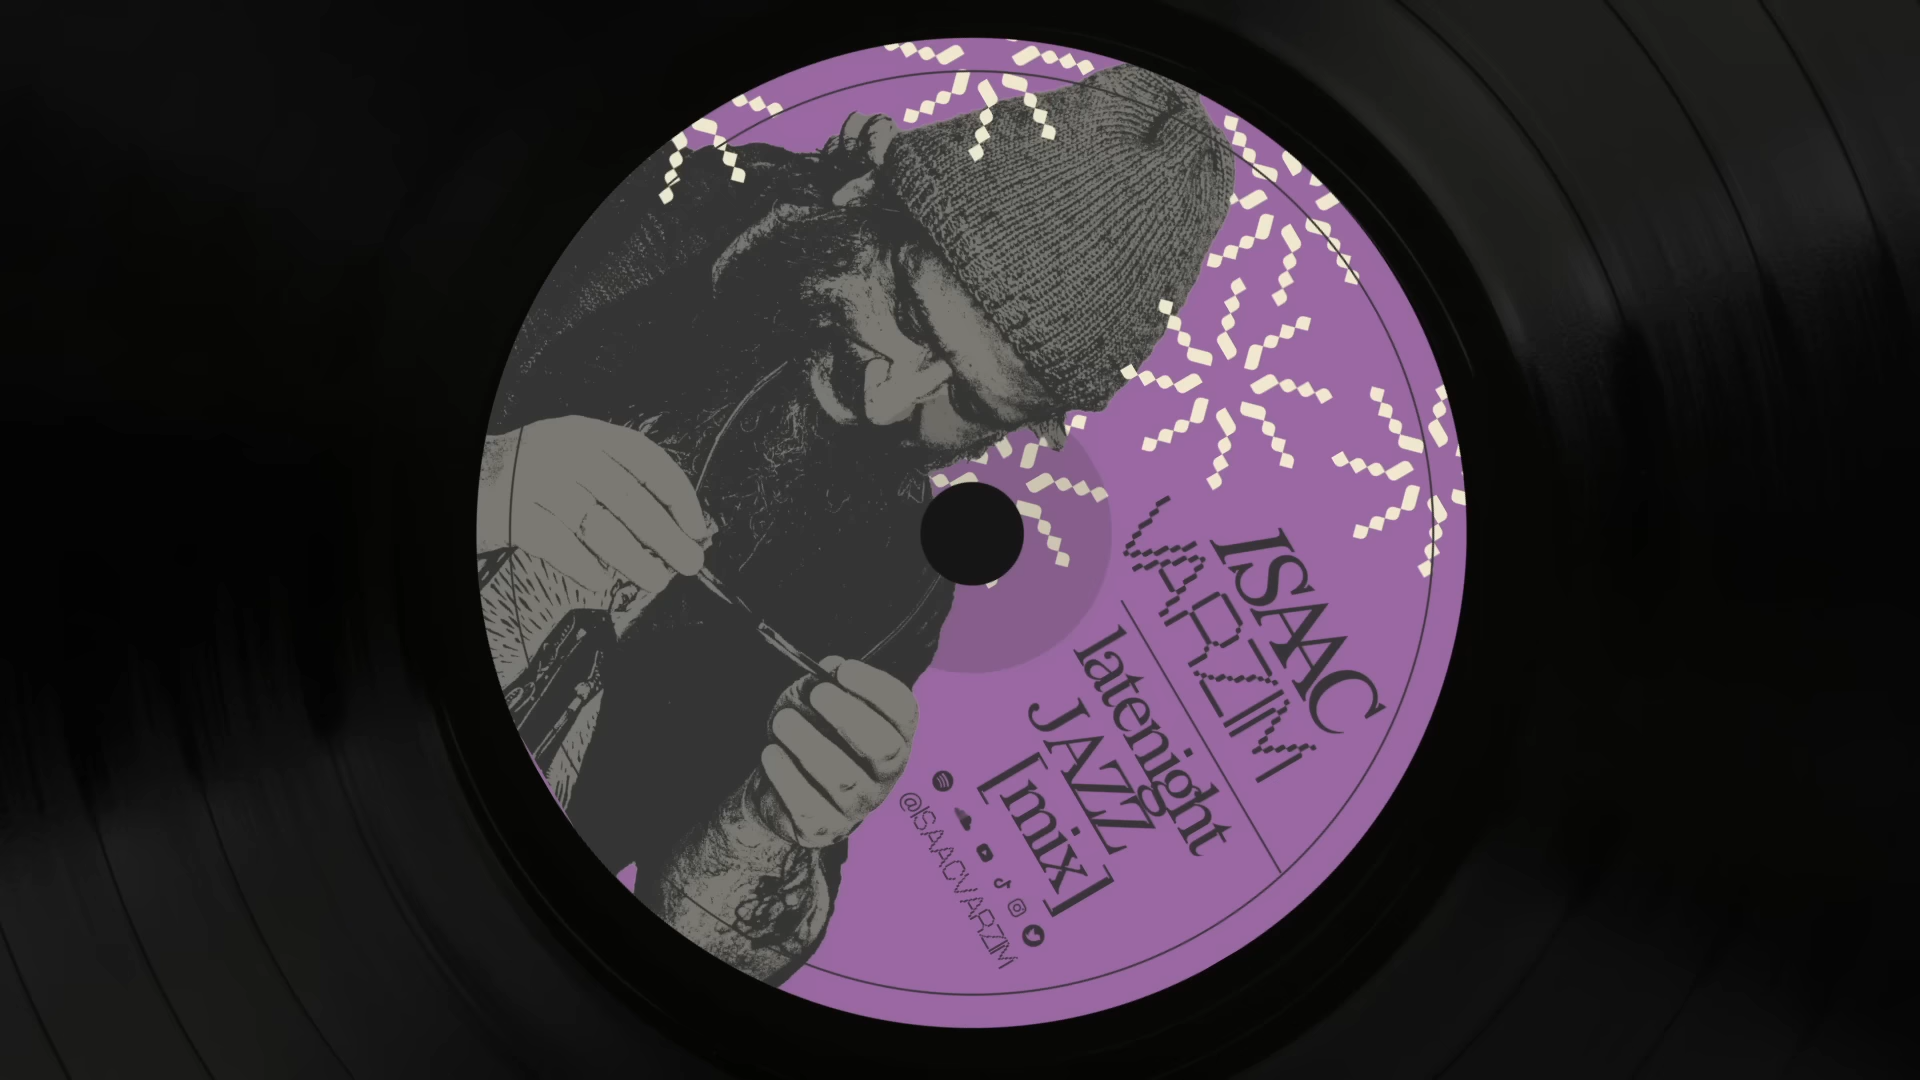 ISAAC
VARZIM
latenight
JAZZ
[mix]
@ISAACVARZIM